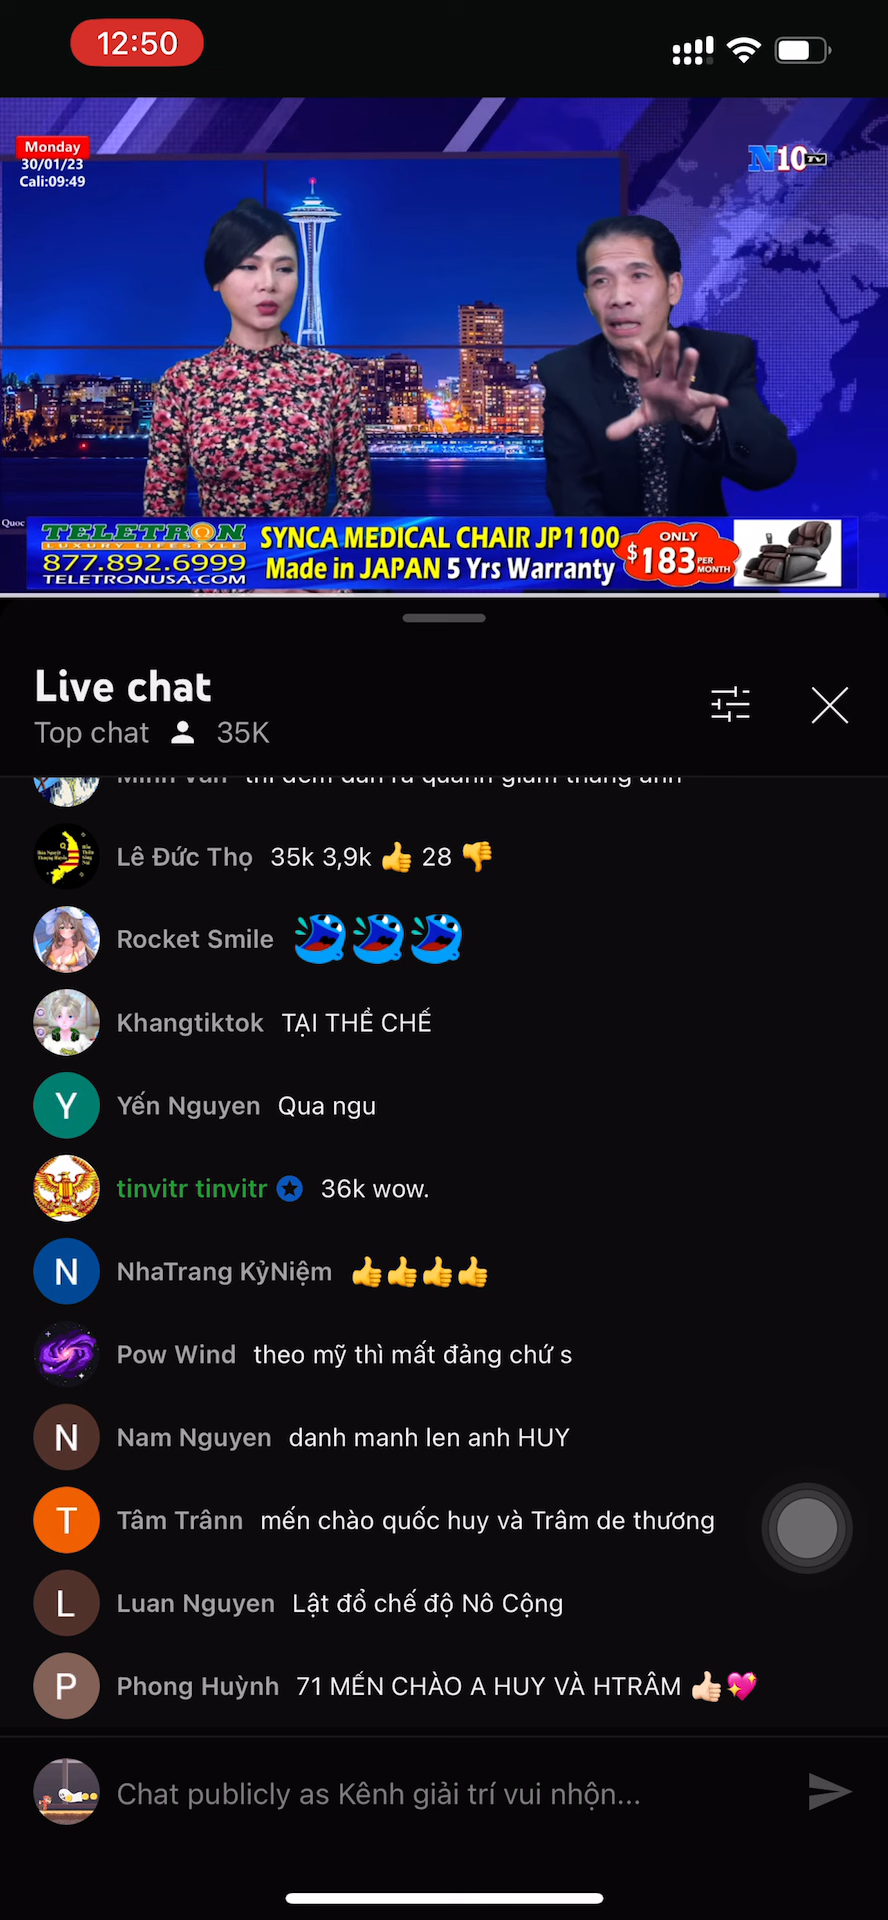 12:50
Monday
30/01/23
Cali:09:49
N10 TV
Quoc
TELETRON
LUXURY LIFESTYLE
877.892.6999
TELETRONUSA.COM
SYNCA MEDICAL CHAIR JP1100
Made in JAPAN 5 Yrs Warranty
ONLY
$183 PER MONTH
Live chat
Top chat 35K
Lê Đức Thọ 35k 3,9k 👍 28 👎
Rocket Smile
Khangtiktok TẠI THỂ CHẾ
Y
Yến Nguyen Qua ngu
tinvitr tinvitr 36k wow.
N
NhaTrang KỷNiệm 👍👍👍👍
Pow Wind theo mỹ thì mất đảng chứ s
N
Nam Nguyen danh manh len anh HUY
T
Tâm Trânn mến chào quốc huy và Trâm de thương
L
Luan Nguyen Lật đổ chế độ Nô Cộng
P
Phong Huỳnh 71 MẾN CHÀO A HUY VÀ HTRÂM 👍🏻💖
Chat publicly as Kênh giải trí vui nhộn...